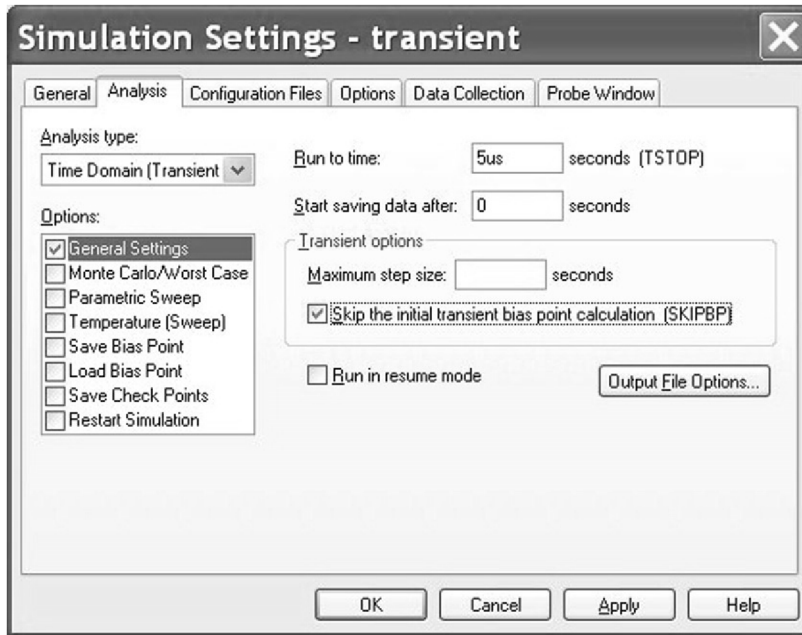 Simulation Settings - transient
General Analysis Configuration Files Options Data Collection Probe Window
Analysis type:
Time Domain (Transient
Options:
General Settings
Monte Carlo/Worst Case
Parametric Sweep
Temperature (Sweep)
Save Bias Point
Load Bias Point
Save Check Points
Restart Simulation
Run to time: 5us seconds (TSTOP)
Start saving data after: 0 seconds
Transient options
Maximum step size: seconds
Skip the initial transient bias point calculation (SKIPBP)
Run in resume mode
Output File Options...
OK Cancel Apply Help